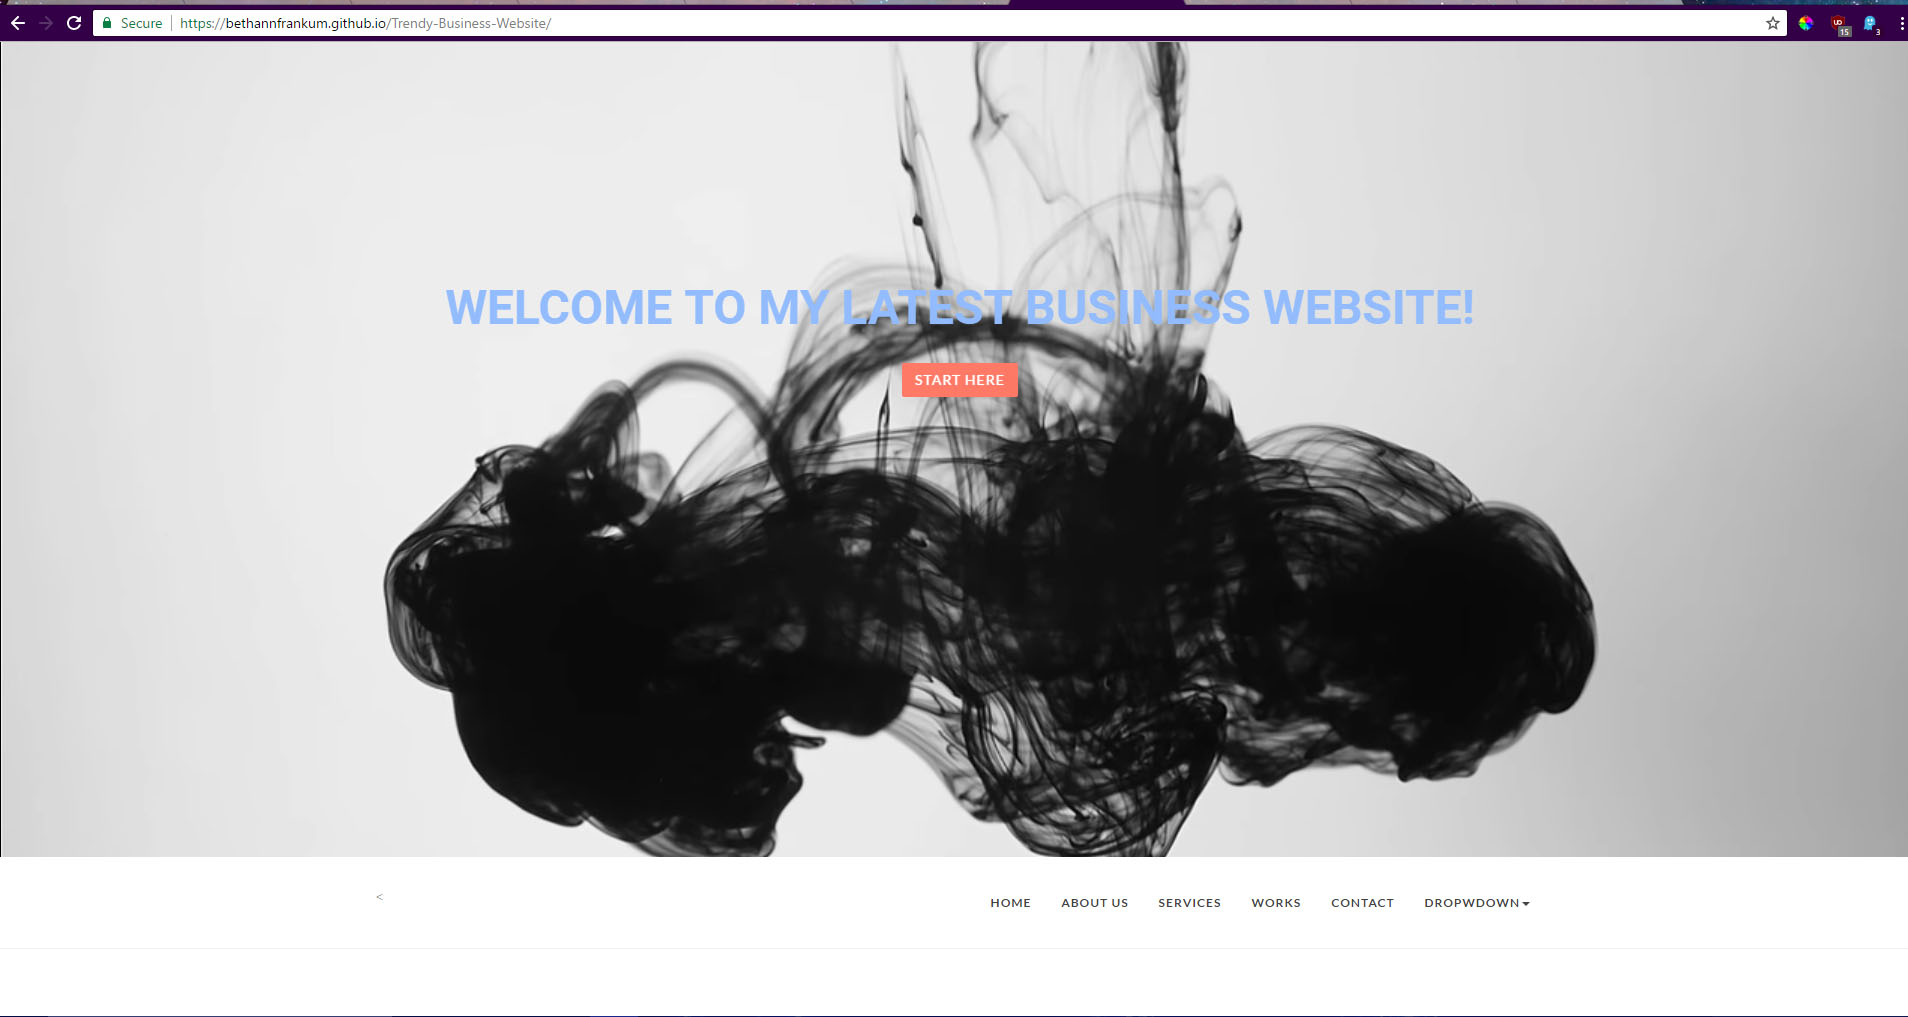 Secure https://bethannfrankum.github.io/Trendy-Business-Website/
15
3
WELCOME TO MY LATEST BUSINESS WEBSITE!
START HERE
<
HOME ABOUT US SERVICES WORKS CONTACT DROPWDOWN